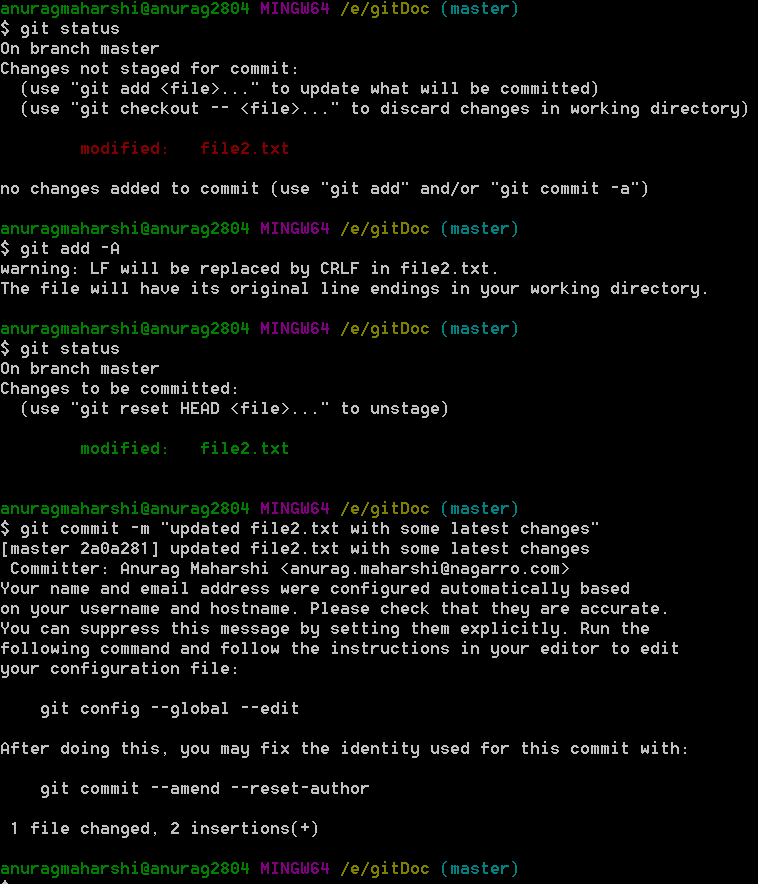 anuragmaharshi@anurag2804 MINGW64 /e/gitDoc (master)
$ git status
On branch master
Changes not staged for commit:
  (use "git add <file>..." to update what will be committed)
  (use "git checkout -- <file>..." to discard changes in working directory)

        modified:   file2.txt

no changes added to commit (use "git add" and/or "git commit -a")

anuragmaharshi@anurag2804 MINGW64 /e/gitDoc (master)
$ git add -A
warning: LF will be replaced by CRLF in file2.txt.
The file will have its original line endings in your working directory.

anuragmaharshi@anurag2804 MINGW64 /e/gitDoc (master)
$ git status
On branch master
Changes to be committed:
  (use "git reset HEAD <file>..." to unstage)

        modified:   file2.txt


anuragmaharshi@anurag2804 MINGW64 /e/gitDoc (master)
$ git commit -m "updated file2.txt with some latest changes"
[master 2a0a281] updated file2.txt with some latest changes
 Committer: Anurag Maharshi <anurag.maharshi@nagarro.com>
Your name and email address were configured automatically based
on your username and hostname. Please check that they are accurate.
You can suppress this message by setting them explicitly. Run the
following command and follow the instructions in your editor to edit
your configuration file:

    git config --global --edit

After doing this, you may fix the identity used for this commit with:

    git commit --amend --reset-author

 1 file changed, 2 insertions(+)

anuragmaharshi@anurag2804 MINGW64 /e/gitDoc (master)